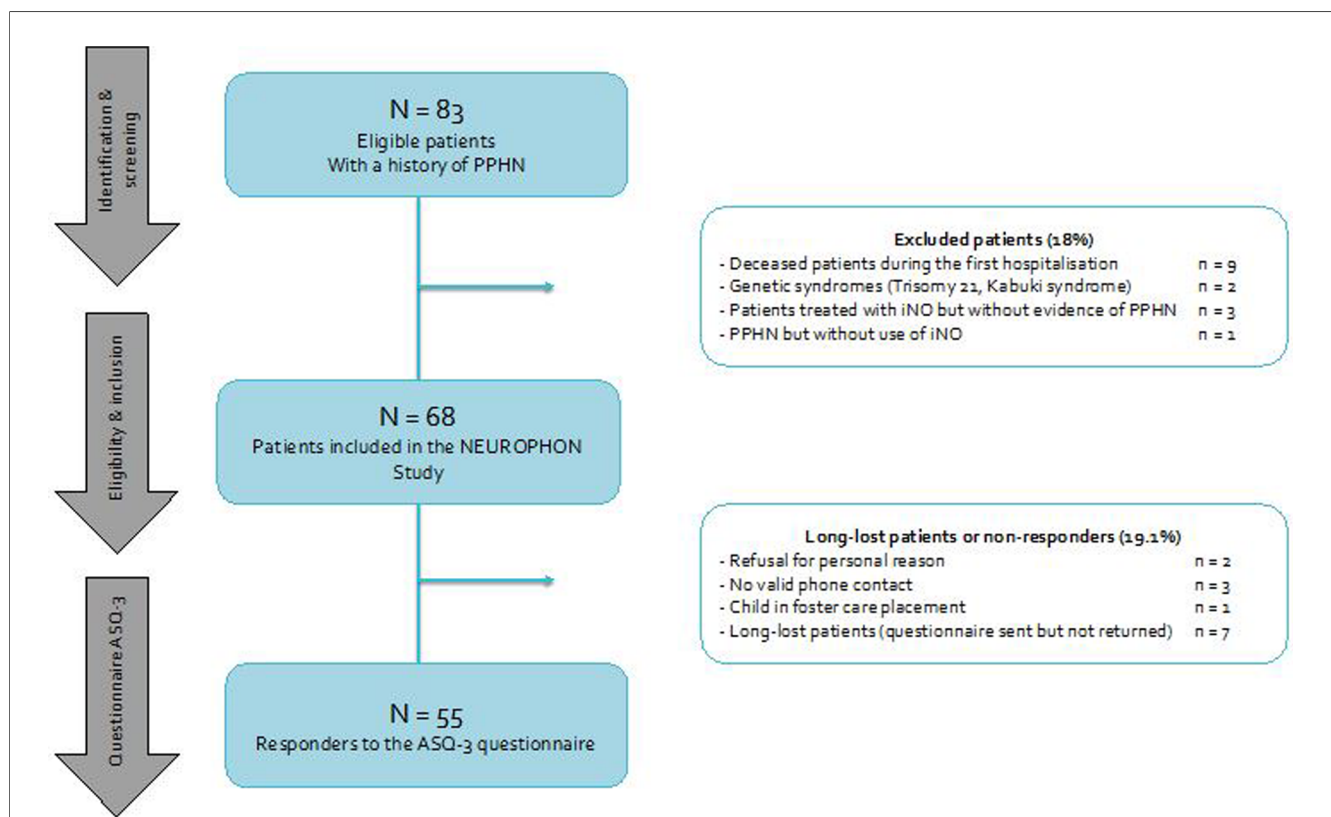 Identification &
screening
N = 83
Eligible patients
With a history of PPHN
Excluded patients (18%)
- Deceased patients during the first hospitalisation n = 9
- Genetic syndromes (Trisomy 21, Kabuki syndrome) n = 2
- Patients treated with iNO but without evidence of PPHN n = 3
- PPHN but without use of iNO n = 1
Eligibility & inclusion
N = 68
Patients included in the NEUROPHON
Study
Long-lost patients or non-responders (19.1%)
- Refusal for personal reason n = 2
- No valid phone contact n = 3
- Child in foster care placement n = 1
- Long-lost patients (questionnaire sent but not returned) n = 7
Questionnaire ASQ-3
N = 55
Responders to the ASQ-3 questionnaire